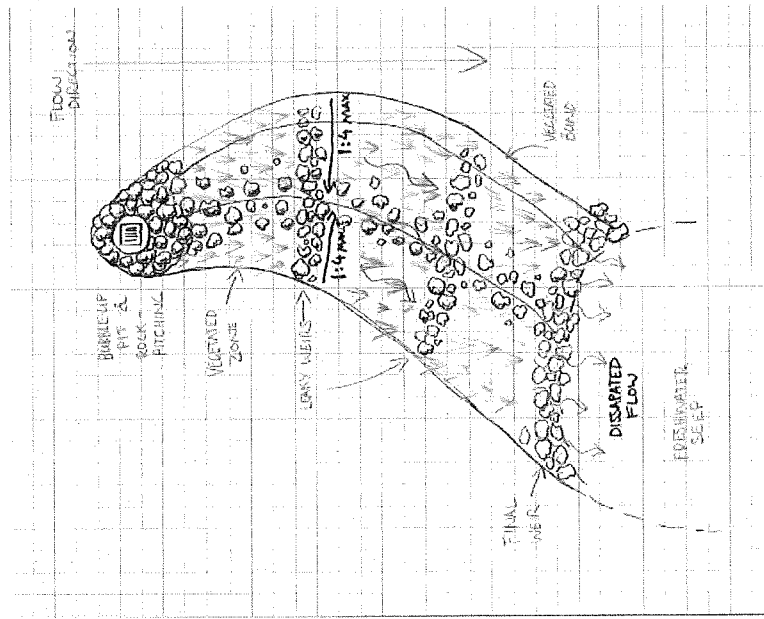 FLOW
DIRECTION
BUBBLE-UP
PIT &
ROCK-
PITCHING
VEGETATED
ZONE
LEAKY WEIRS
1:4 MAX
1:4 MAX
VEGETATED
BUND
FINAL
WEIR
DISSAPATED
FLOW
FRESHWATER
SEEP